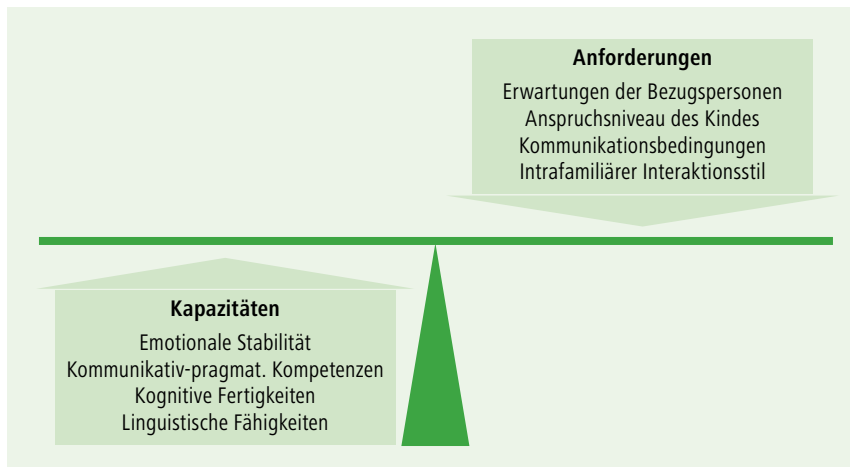 Anforderungen
Erwartungen der Bezugspersonen
Anspruchsniveau des Kindes
Kommunikationsbedingungen
Intrafamiliärer Interaktionsstil
Kapazitäten
Emotionale Stabilität
Kommunikativ-pragmat. Kompetenzen
Kognitive Fertigkeiten
Linguistische Fähigkeiten